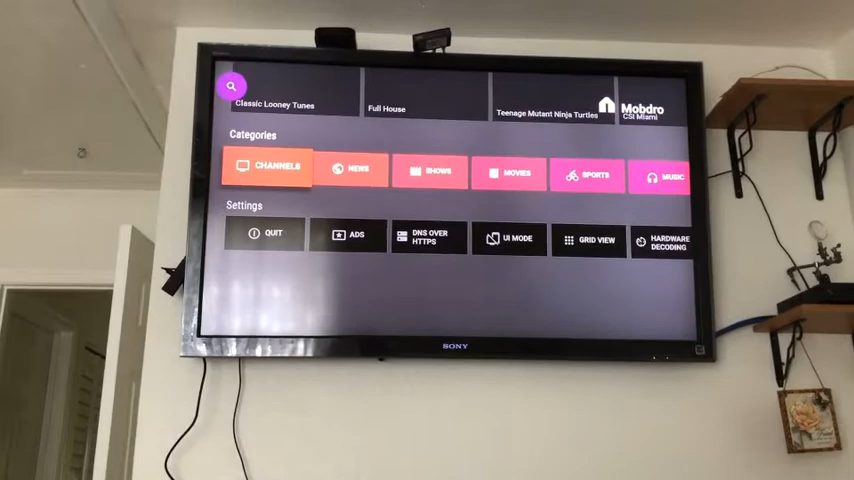 Classic Looney Tunes
Full House
Teenage Mutant Ninja Turtles
Mobdro
CSI Miami
Categories
CHANNELS
NEWS
SHOWS
MOVIES
SPORTS
MUSIC
Settings
QUIT
ADS
DNS OVER
HTTPS
UI MODE
GRID VIEW
HARDWARE
DECODING
SONY